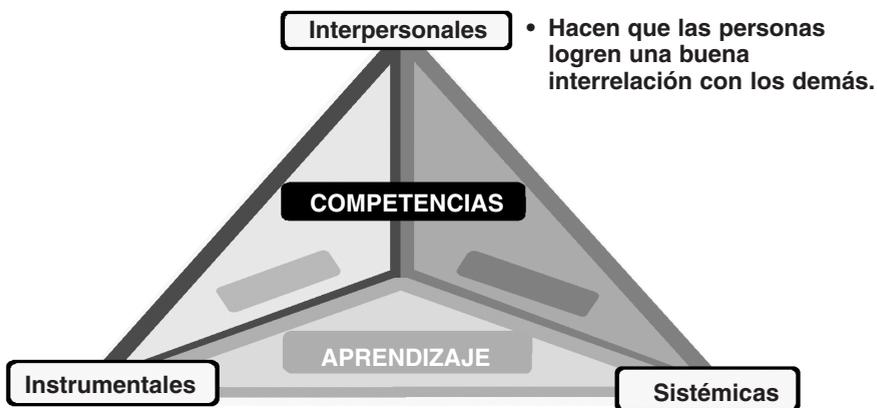 Interpersonales
• Hacen que las personas
logren una buena
interrelación con los demás.
COMPETENCIAS
APRENDIZAJE
Instrumentales
Sistémicas